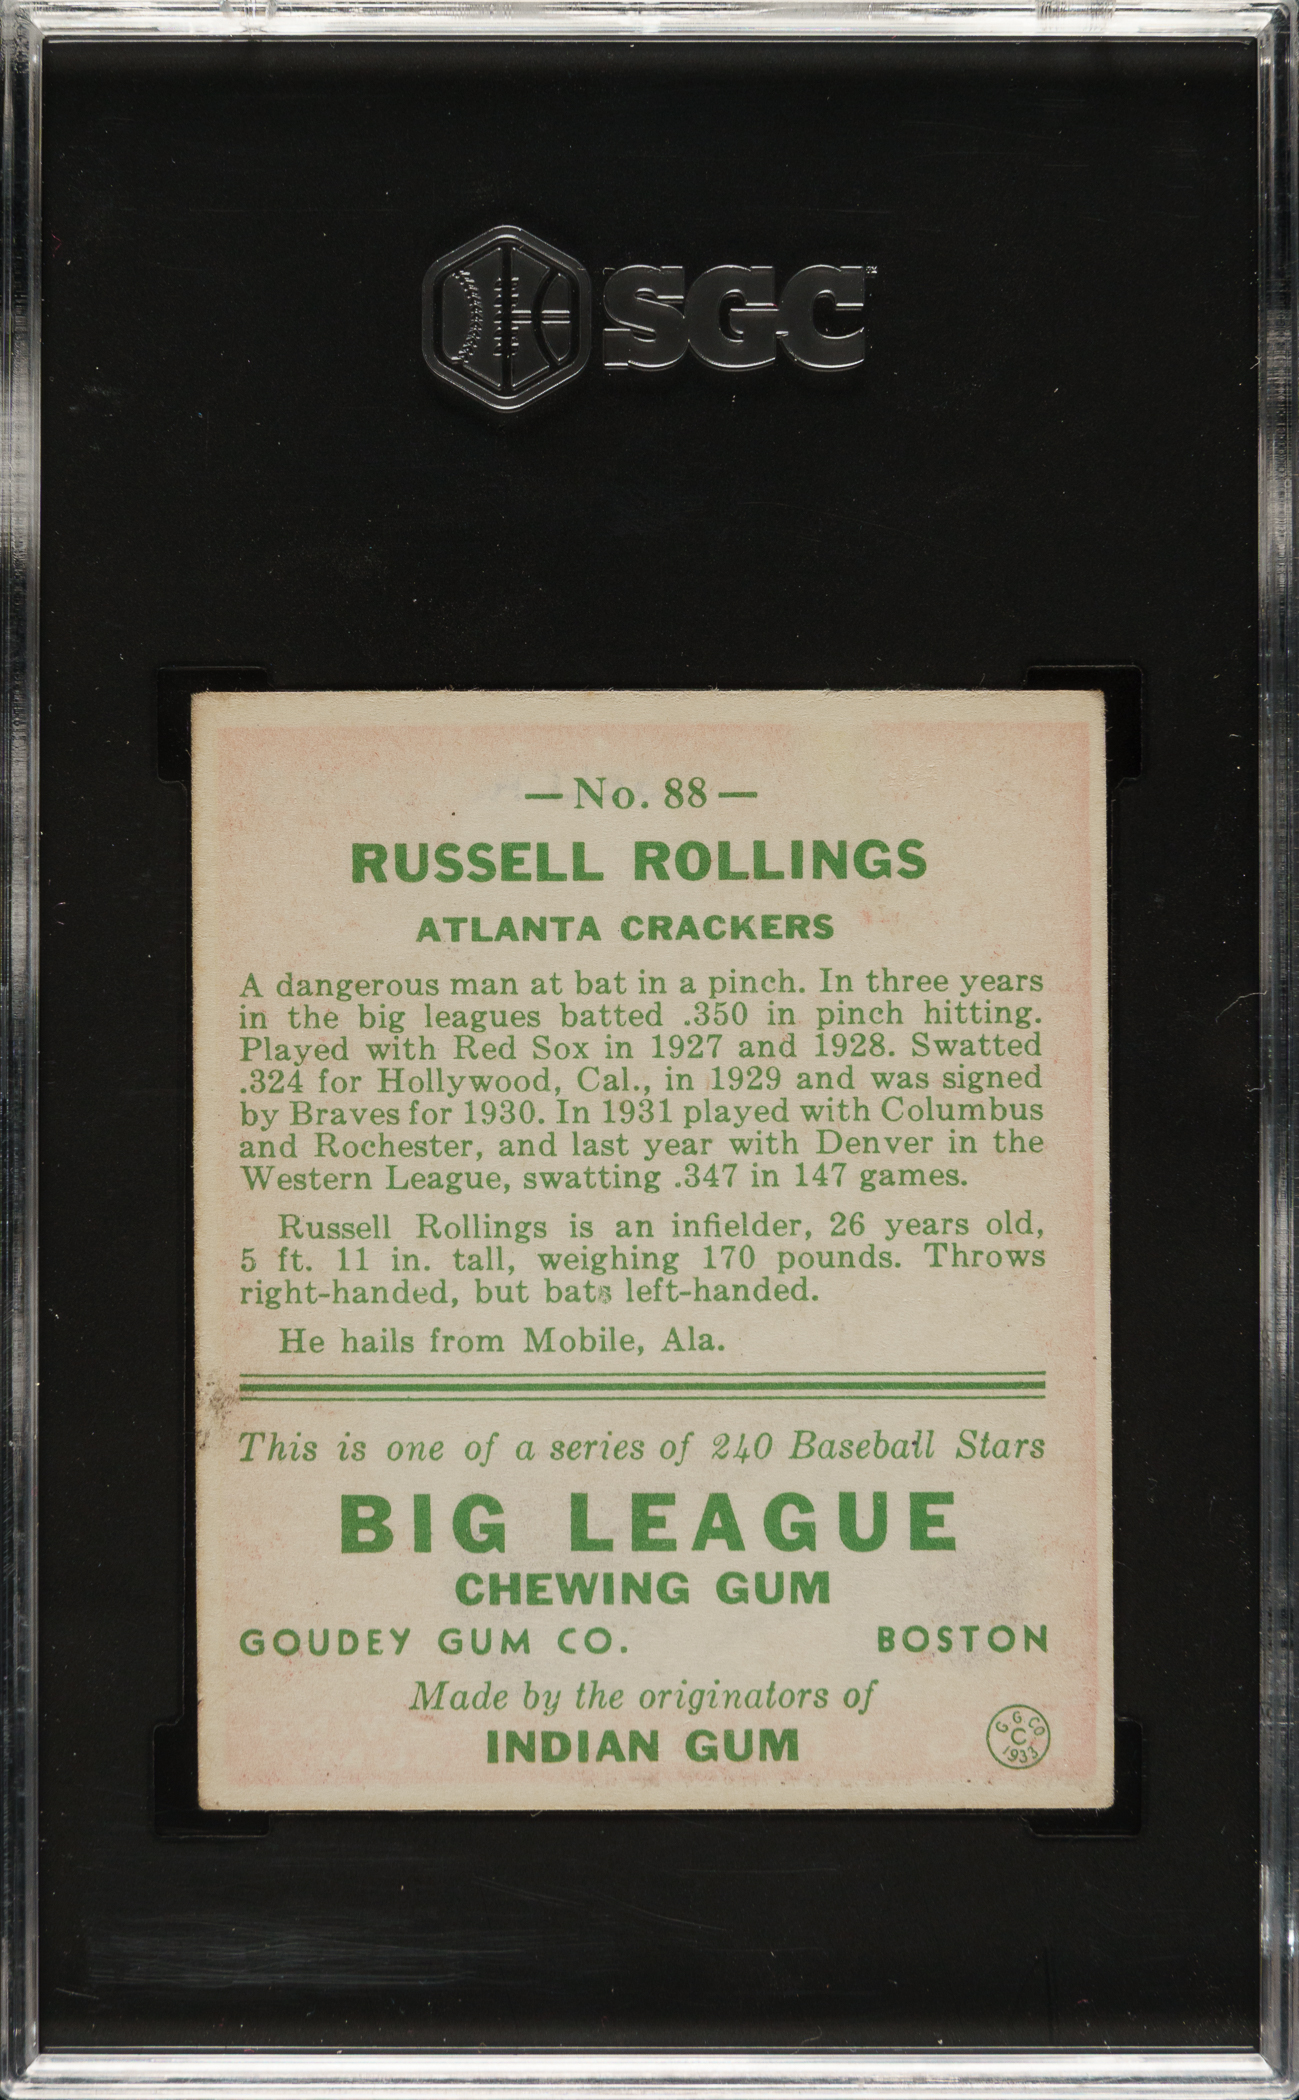 SGC
—No. 88—
RUSSELL ROLLINGS
ATLANTA CRACKERS
A dangerous man at bat in a pinch. In three years
in the big leagues batted .350 in pinch hitting.
Played with Red Sox in 1927 and 1928. Swatted
.324 for Hollywood, Cal., in 1929 and was signed
by Braves for 1930. In 1931 played with Columbus
and Rochester, and last year with Denver in the
Western League, swatting .347 in 147 games.
Russell Rollings is an infielder, 26 years old,
5 ft. 11 in. tall, weighing 170 pounds. Throws
right-handed, but bats left-handed.
He hails from Mobile, Ala.
This is one of a series of 240 Baseball Stars
BIG LEAGUE
CHEWING GUM
GOUDEY GUM CO. BOSTON
Made by the originators of
INDIAN GUM
G. G. CO.
C
1933